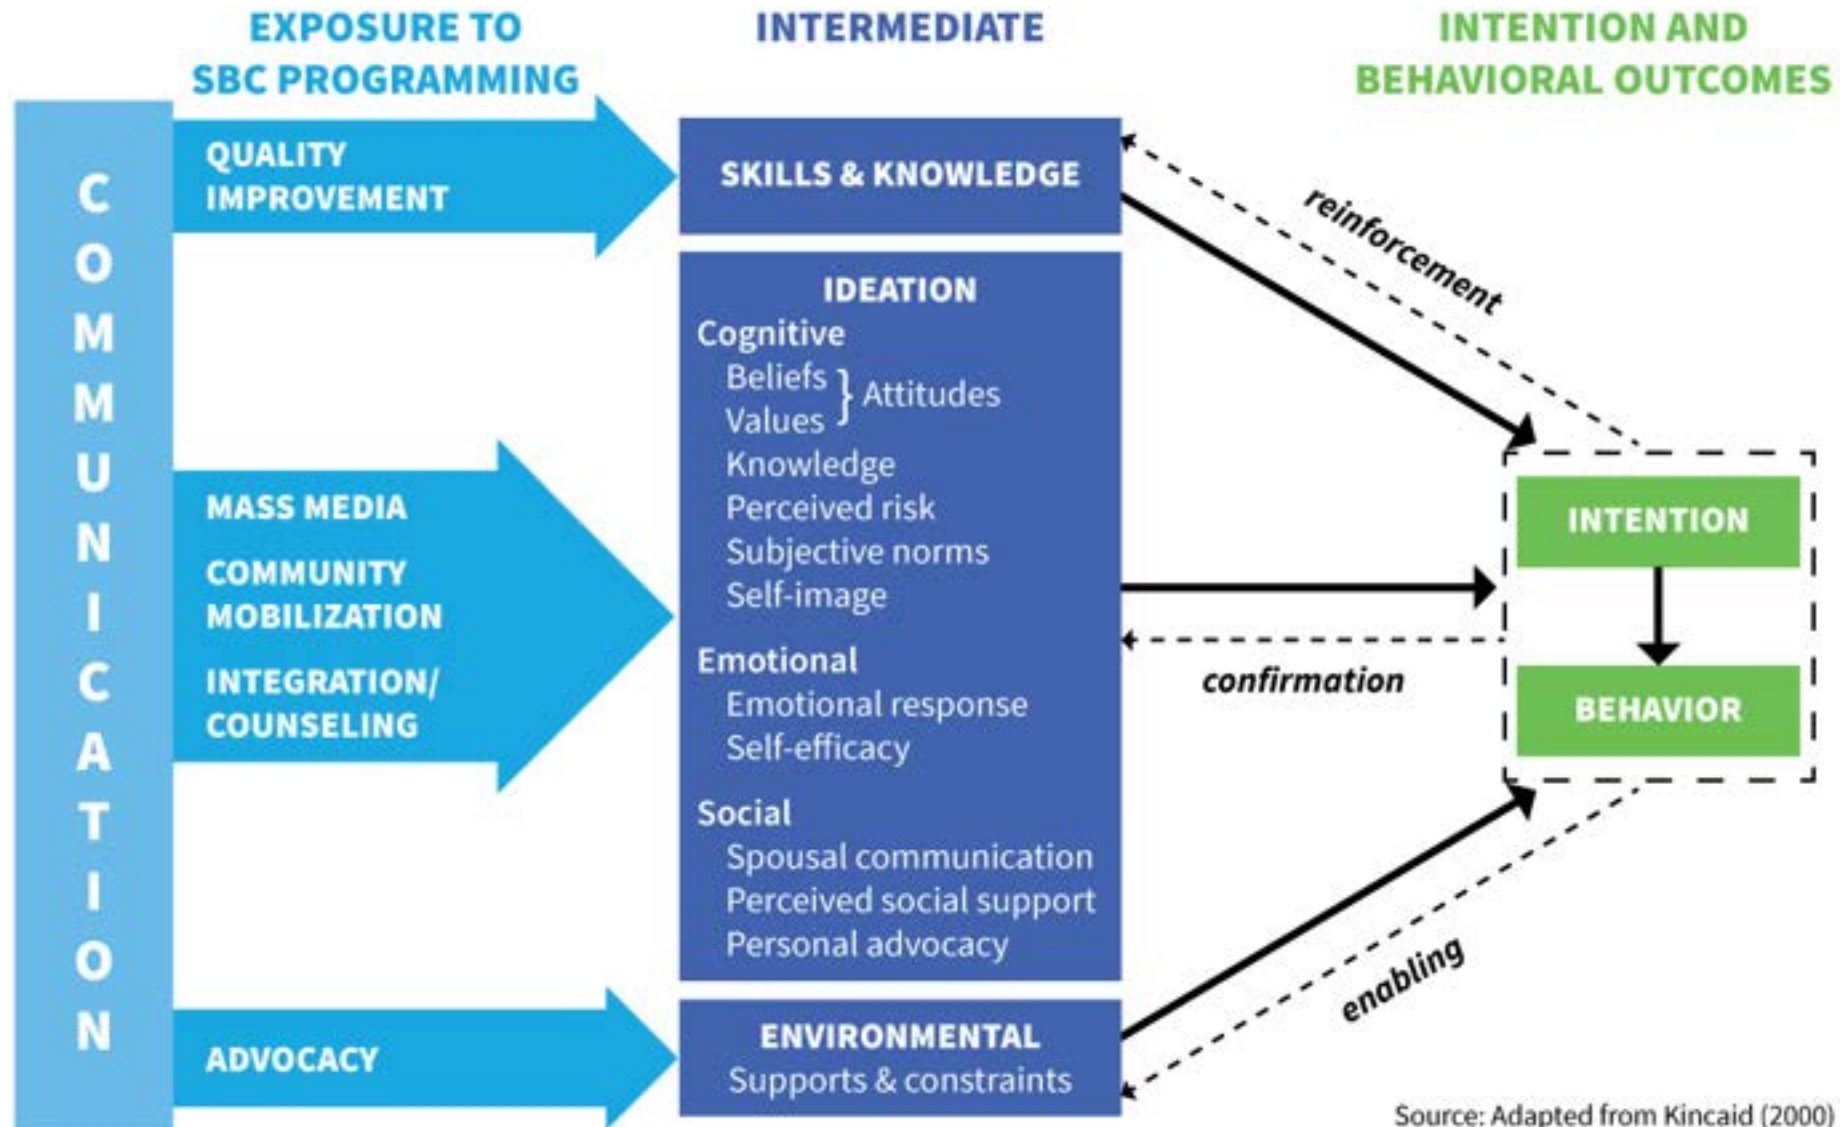 EXPOSURE TO
SBC PROGRAMMING
INTERMEDIATE
INTENTION AND
BEHAVIORAL OUTCOMES
COMMUNICATION
QUALITY
IMPROVEMENT
MASS MEDIA
COMMUNITY
MOBILIZATION
INTEGRATION/
COUNSELING
ADVOCACY
SKILLS & KNOWLEDGE
IDEATION
Cognitive
Beliefs
Values
} Attitudes
Knowledge
Perceived risk
Subjective norms
Self-image
Emotional
Emotional response
Self-efficacy
Social
Spousal communication
Perceived social support
Personal advocacy
ENVIRONMENTAL
Supports & constraints
reinforcement
confirmation
enabling
INTENTION
BEHAVIOR
Source: Adapted from Kincaid (2000)